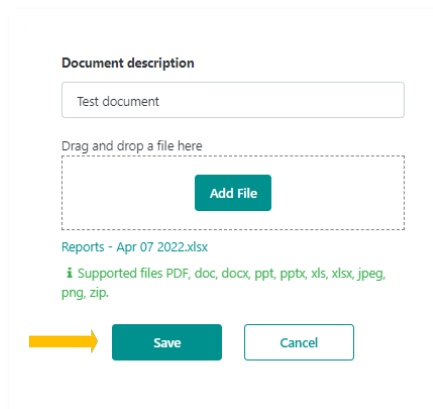 Document description
Test document
Drag and drop a file here
Add File
Reports - Apr 07 2022.xlsx
i Supported files PDF, doc, docx, ppt, pptx, xls, xlsx, jpeg,
png, zip.
Save Cancel